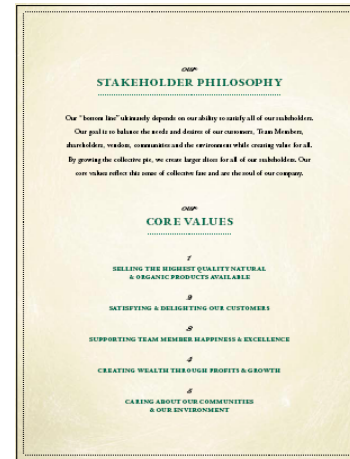 our
STAKEHOLDER PHILOSOPHY
Our "bottom line" ultimately depends on our ability to satisfy all of our stakeholders.
Our goal is to balance the needs and desires of our customers, Team Members,
shareholders, vendors, communities and the environment while creating value for all.
By growing the collective pie, we create larger slices for all of our stakeholders. Our
core values reflect this sense of collective fate and are the soul of our company.
our
CORE VALUES
1
SELLING THE HIGHEST QUALITY NATURAL
& ORGANIC PRODUCTS AVAILABLE
2
SATISFYING & DELIGHTING OUR CUSTOMERS
3
SUPPORTING TEAM MEMBER HAPPINESS & EXCELLENCE
4
CREATING WEALTH THROUGH PROFITS & GROWTH
5
CARING ABOUT OUR COMMUNITIES
& OUR ENVIRONMENT